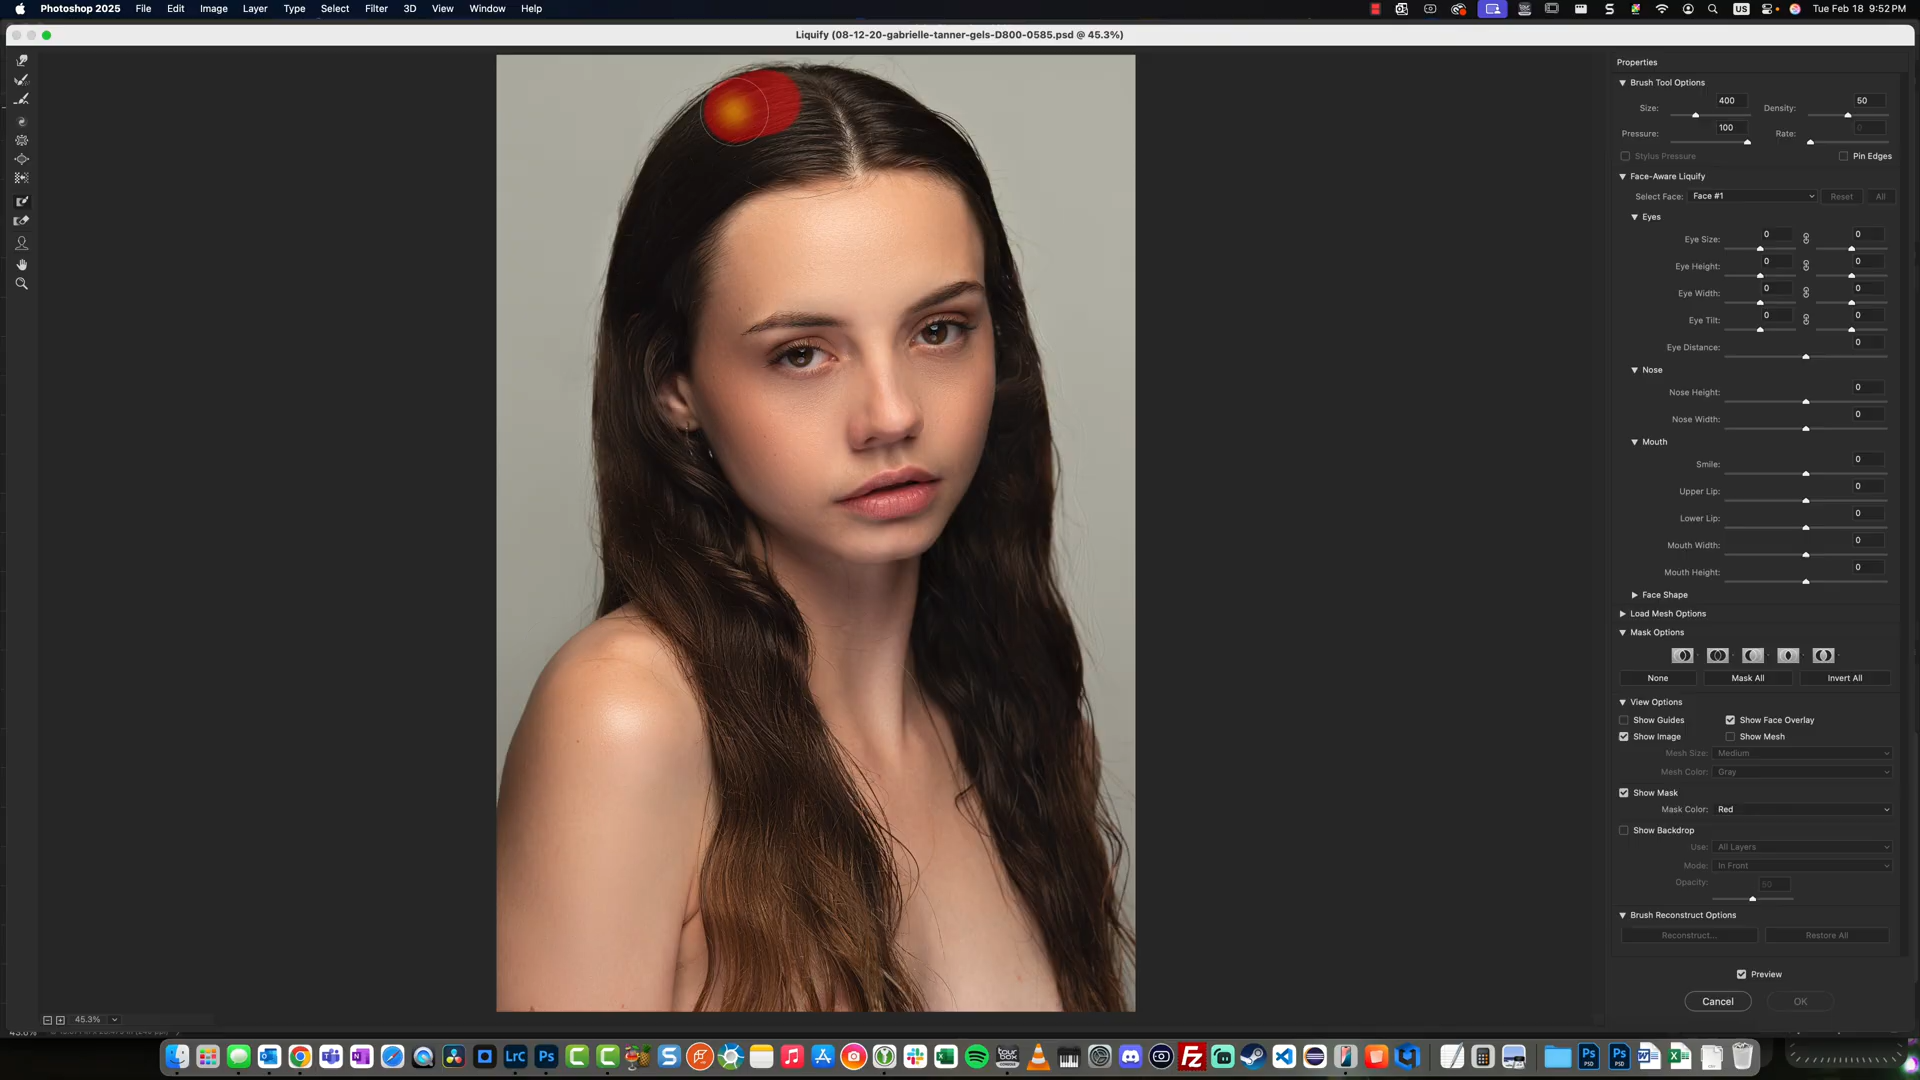 Photoshop 2025 File Edit Image Layer Type Select Filter 3D View Window Help
US Tue Feb 18 9:52 PM
Liquify (08-12-20-gabrielle-tanner-gels-D800-0585.psd @ 45.3%)
Properties
Brush Tool Options
Size: 400 Density: 50
Pressure: 100 Rate: 0
Stylus Pressure Pin Edges
Face-Aware Liquify
Select Face: Face #1 Reset All
Eyes
Eye Size: 0 0
Eye Height: 0 0
Eye Width: 0 0
Eye Tilt: 0 0
Eye Distance: 0
Nose
Nose Height: 0
Nose Width: 0
Mouth
Smile: 0
Upper Lip: 0
Lower Lip: 0
Mouth Width: 0
Mouth Height: 0
Face Shape
Load Mesh Options
Mask Options
None Mask All Invert All
View Options
Show Guides Show Face Overlay
Show Image Show Mesh
Mesh Size: Medium
Mesh Color: Gray
Show Mask
Mask Color: Red
Show Backdrop
Use: All Layers
Mode: In Front
Opacity: 50
Brush Reconstruct Options
Reconstruct... Restore All
Preview
Cancel OK
45.3%
LrC Ps